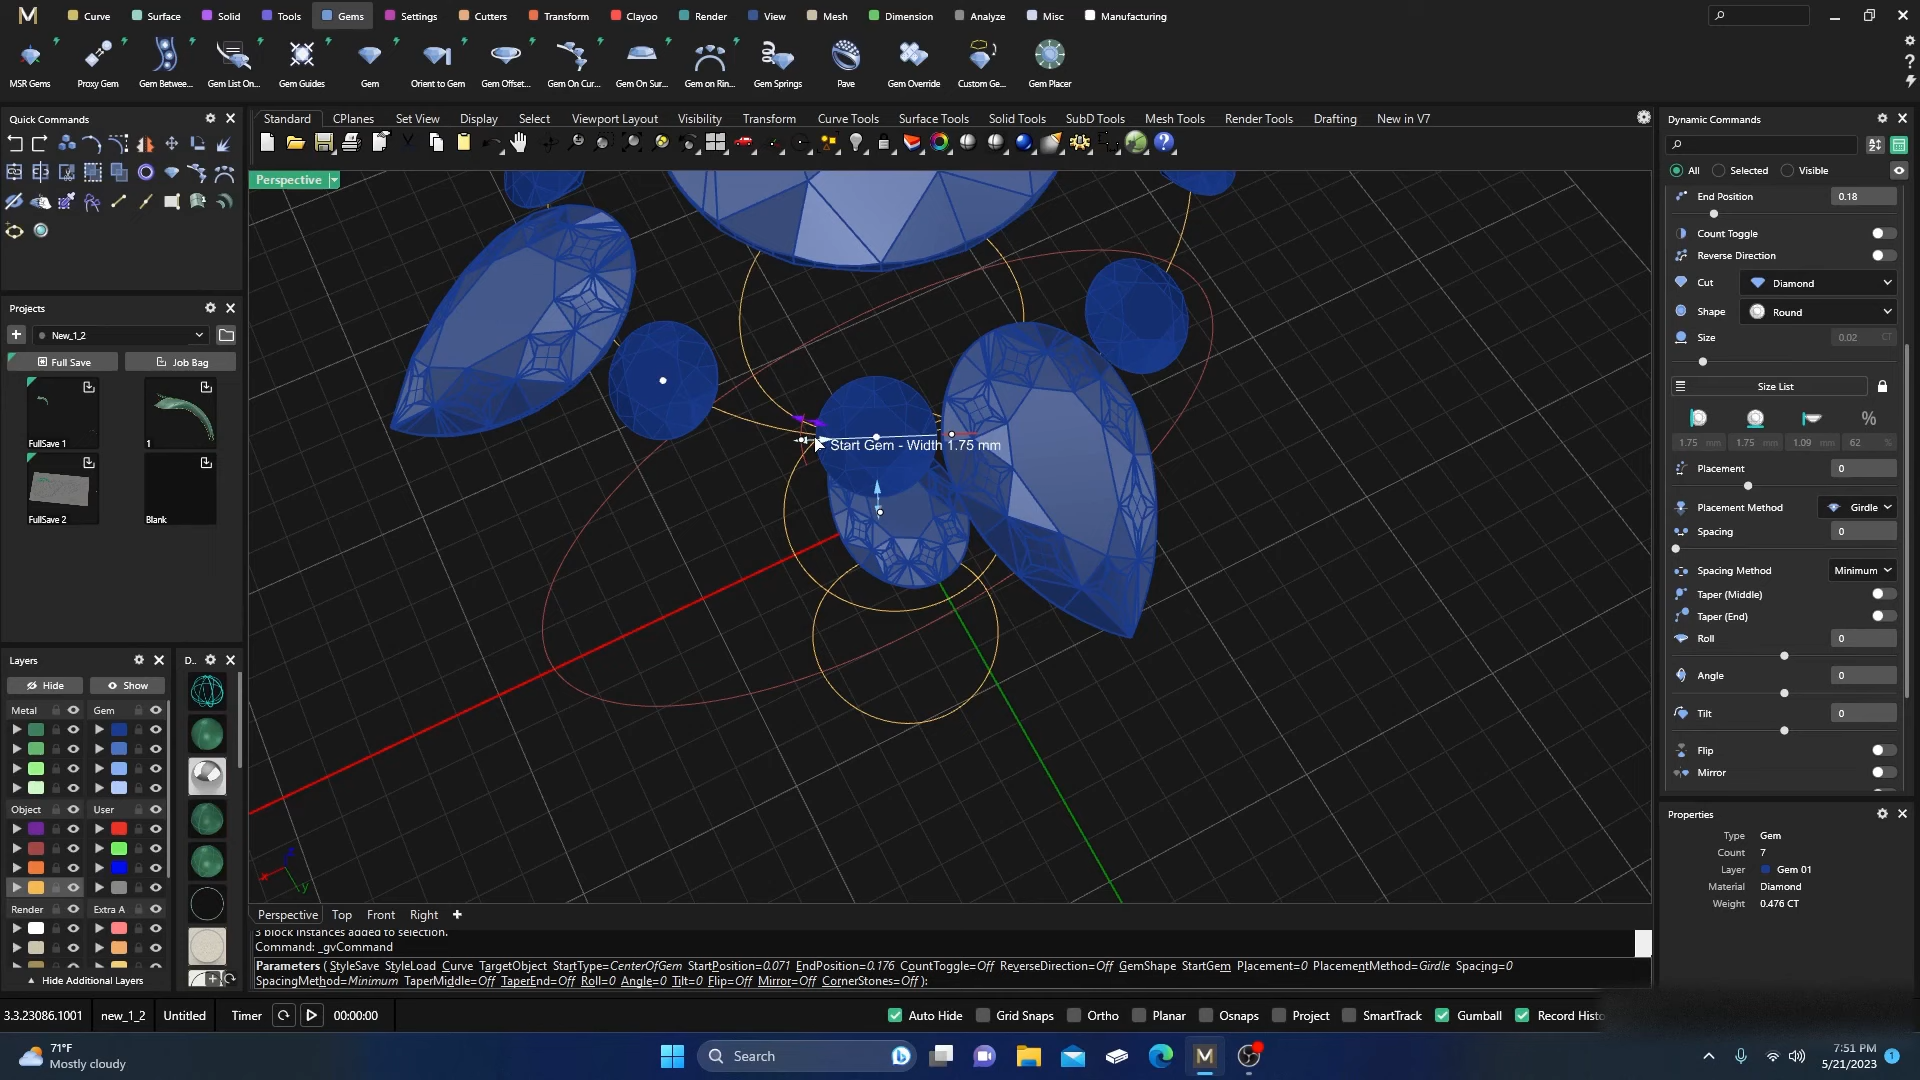 Curve Surface Solid Tools Gems Settings Cutters Transform Clayoo Render View Mesh Dimension Analyze Misc Manufacturing
MSR Gems Proxy Gem Gem Betwee... Gem List On... Gem Guides Gem Orient to Gem Gem Offset... Gem On Cur... Gem On Sur... Gem on Rin... Gem Springs Pave Gem Override Custom Ge... Gem Placer
Quick Commands
Projects
New_1_2
Full Save Job Bag
FullSave 1 1
FullSave 2 Blank
Layers D..
Hide Show
Metal Gem
Object User
Render Extra A
Hide Additional Layers
Standard CPlanes Set View Display Select Viewport Layout Visibility Transform Curve Tools Surface Tools Solid Tools SubD Tools Mesh Tools Render Tools Drafting New in V7
Perspective
Start Gem - Width 1.75 mm
x y
Perspective Top Front Right
3 block instances added to selection.
Command: _gvCommand
Parameters ( StyleSave StyleLoad Curve TargetObject StartType=CenterOfGem StartPosition=0.071 EndPosition=0.176 CountToggle=Off ReverseDirection=Off GemShape StartGem Placement=0 PlacementMethod=Girdle Spacing=0
SpacingMethod=Minimum TaperMiddle=Off TaperEnd=Off Roll=0 Angle=0 Tilt=0 Flip=Off Mirror=Off CornerStones=Off ):
Dynamic Commands
All Selected Visible
End Position 0.18
Count Toggle
Reverse Direction
Cut Diamond
Shape Round
Size 0.02 CT
Size List
%
1.75 mm 1.75 mm 1.09 mm 62 %
Placement 0
Placement Method Girdle
Spacing 0
Spacing Method Minimum
Taper (Middle)
Taper (End)
Roll 0
Angle 0
Tilt 0
Flip
Mirror
Properties
Type Gem
Count 7
Layer Gem 01
Material Diamond
Weight 0.476 CT
3.3.23086.1001 new_1_2 Untitled Timer 00:00:00 Auto Hide Grid Snaps Ortho Planar Osnaps Project SmartTrack Gumball Record Histo
71°F
Mostly cloudy
Search
7:51 PM
5/21/2023
1